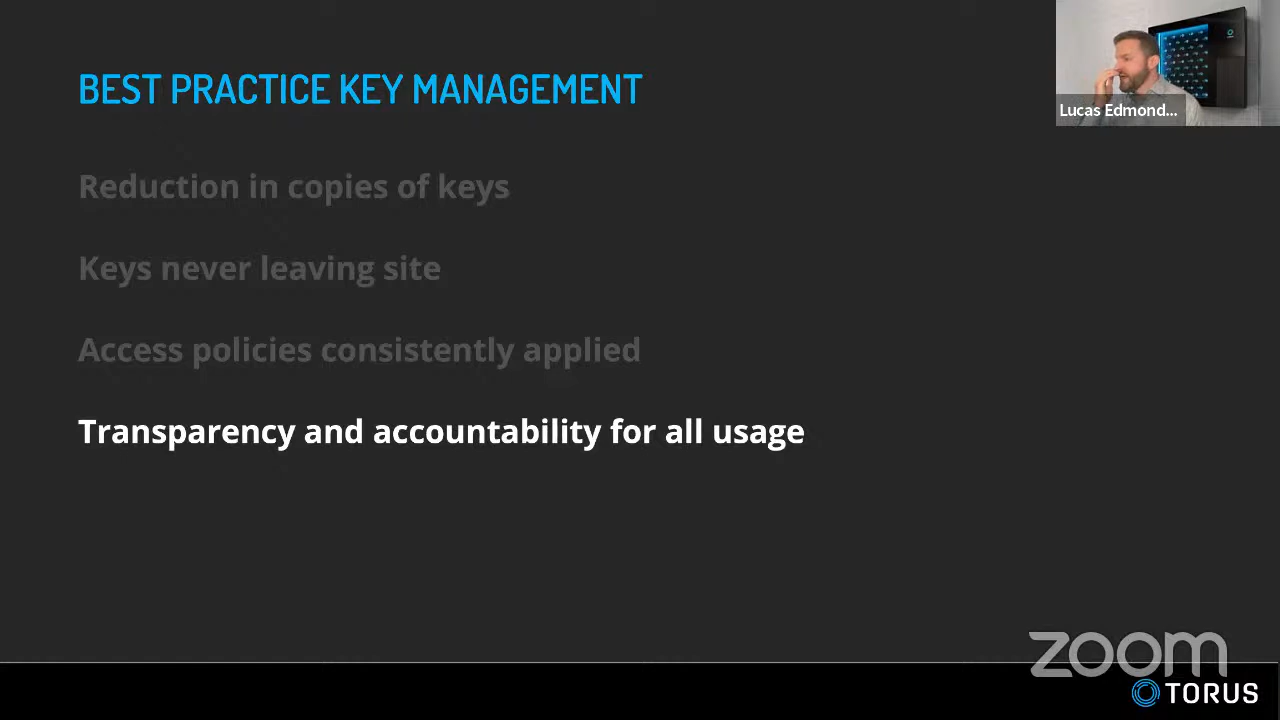 BEST PRACTICE KEY MANAGEMENT
Lucas Edmond...
Reduction in copies of keys
Keys never leaving site
Access policies consistently applied
Transparency and accountability for all usage
zoom
TORUS